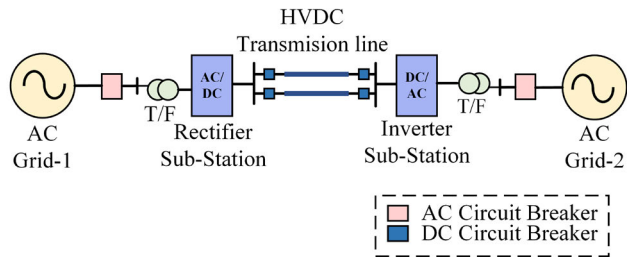 HVDC
Transmision line
AC/
DC
DC/
AC
T/F
T/F
AC
Grid-1
Rectifier
Sub-Station
Inverter
Sub-Station
AC
Grid-2
AC Circuit Breaker
DC Circuit Breaker